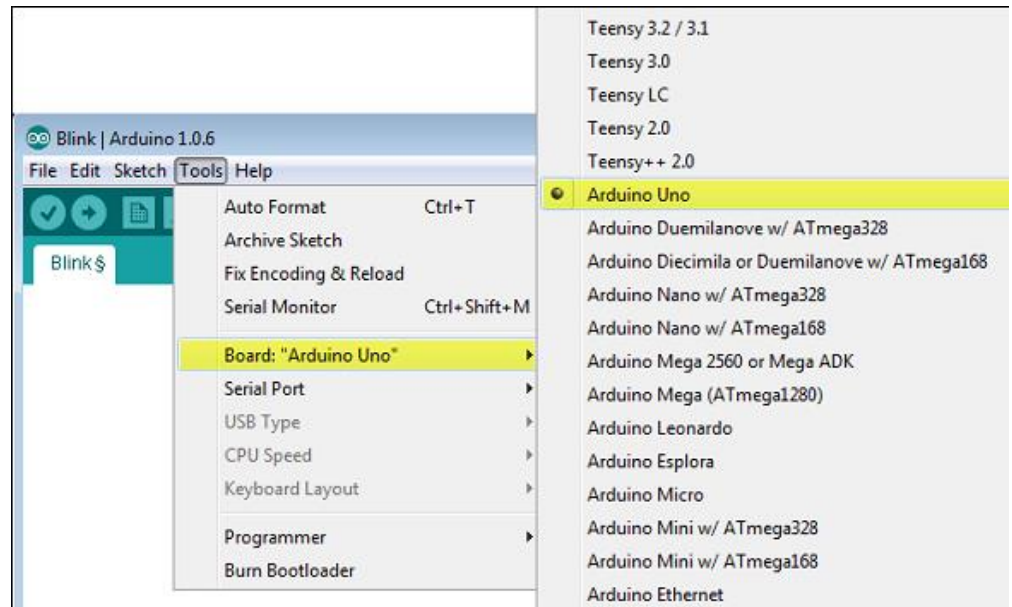 Blink | Arduino 1.0.6
File Edit Sketch Tools Help
Blink§
Auto Format Ctrl+T
Archive Sketch
Fix Encoding & Reload
Serial Monitor Ctrl+Shift+M
Board: "Arduino Uno"
Serial Port
USB Type
CPU Speed
Keyboard Layout
Programmer
Burn Bootloader
Teensy 3.2 / 3.1
Teensy 3.0
Teensy LC
Teensy 2.0
Teensy++ 2.0
Arduino Uno
Arduino Duemilanove w/ ATmega328
Arduino Diecimila or Duemilanove w/ ATmega168
Arduino Nano w/ ATmega328
Arduino Nano w/ ATmega168
Arduino Mega 2560 or Mega ADK
Arduino Mega (ATmega1280)
Arduino Leonardo
Arduino Esplora
Arduino Micro
Arduino Mini w/ ATmega328
Arduino Mini w/ ATmega168
Arduino Ethernet